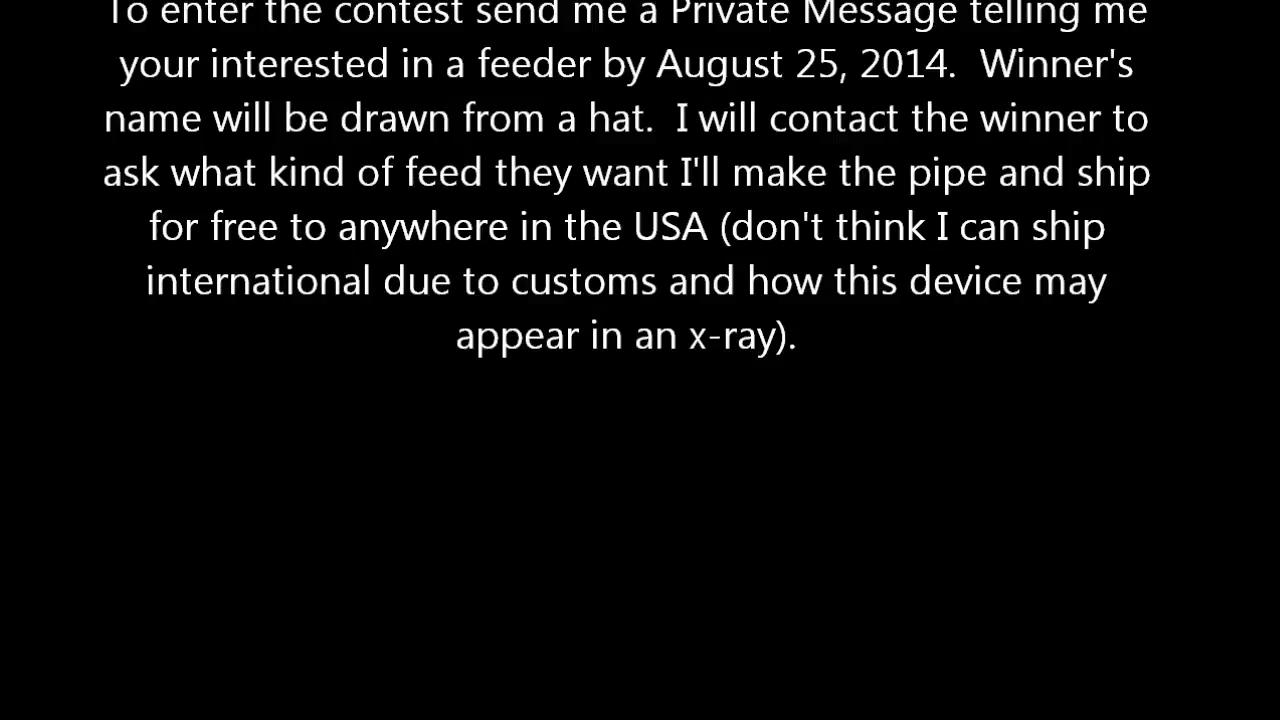 To enter the contest send me a Private Message telling me
your interested in a feeder by August 25, 2014.  Winner's
name will be drawn from a hat.  I will contact the winner to
ask what kind of feed they want I'll make the pipe and ship
for free to anywhere in the USA (don't think I can ship
international due to customs and how this device may
appear in an x-ray).